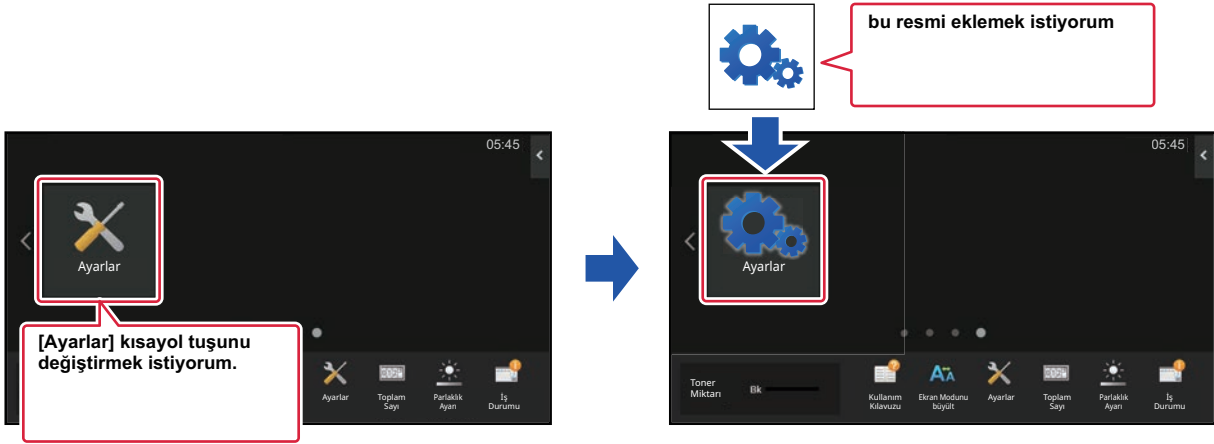 bu resmi eklemek istiyorum
05:45
Ayarlar
[Ayarlar] kısayol tuşunu
değiştirmek istiyorum.
Ayarlar
Toplam
Sayı
Parlaklık
Ayarı
İş
Durumu
05:45
Ayarlar
Toner
Miktarı
Bk
Kullanım
Kılavuzu
Ekran Modunu
büyült
Ayarlar
Toplam
Sayı
Parlaklık
Ayarı
İş
Durumu